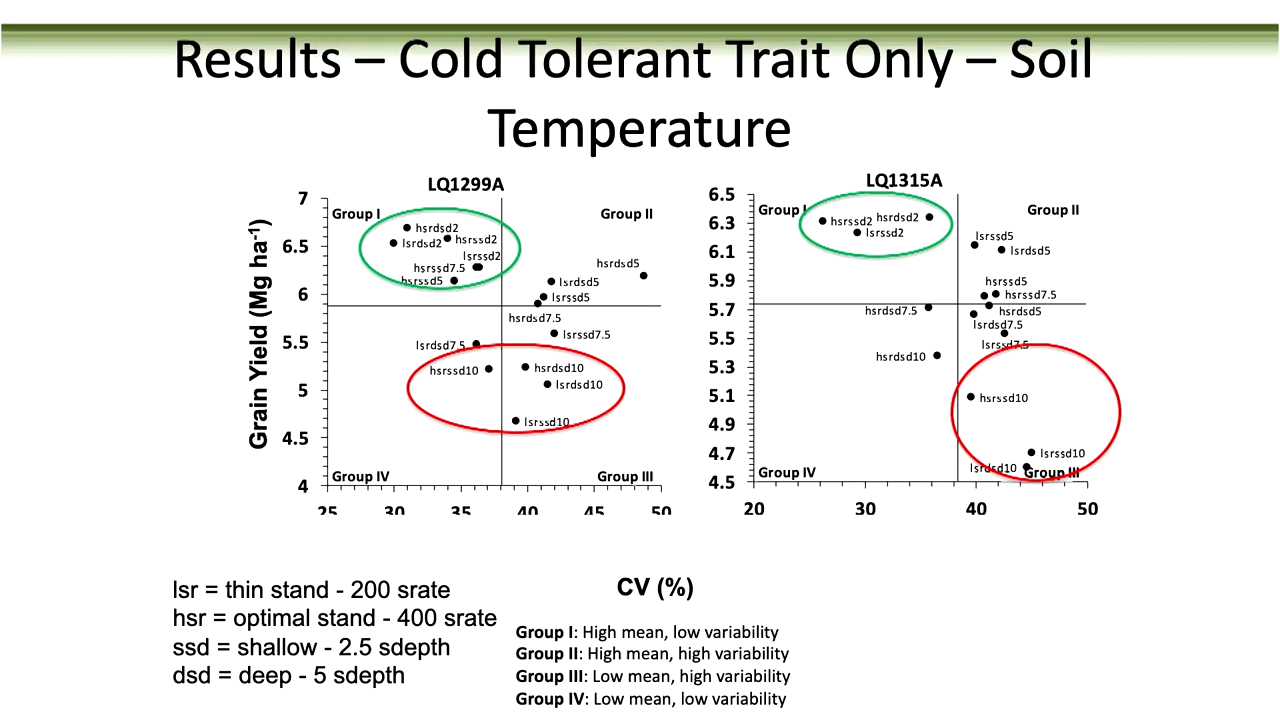 Results – Cold Tolerant Trait Only – Soil
Temperature
LQ1299A
Grain Yield (Mg ha⁻¹)
7
6.5
6
5.5
5
4.5
4
Group I
Group II
hsrdsd2
lsrdsd2
hsrssd2
lsrssd2
hsrssd7.5
hsrssd5
hsrdsd5
lsrdsd5
lsrssd5
hsrdsd7.5
lsrssd7.5
lsrdsd7.5
hsrssd10
hsrdsd10
lsrdsd10
lsrssd10
Group IV
Group III
25 30 35 40 45 50
LQ1315A
6.5
6.3
6.1
5.9
5.7
5.5
5.3
5.1
4.9
4.7
4.5
Group I
Group II
hsrssd2
hsrdsd2
lsrssd2
lsrssd5
lsrdsd5
hsrssd5
hsrssd7.5
hsrdsd7.5
hsrdsd5
lsrdsd7.5
lsrssd7.5
hsrdsd10
hsrssd10
lsrssd10
lsrdsd10
Group IV
Group III
20 30 40 50
CV (%)
lsr = thin stand - 200 srate
hsr = optimal stand - 400 srate
ssd = shallow - 2.5 sdepth
dsd = deep - 5 sdepth
Group I: High mean, low variability
Group II: High mean, high variability
Group III: Low mean, high variability
Group IV: Low mean, low variability